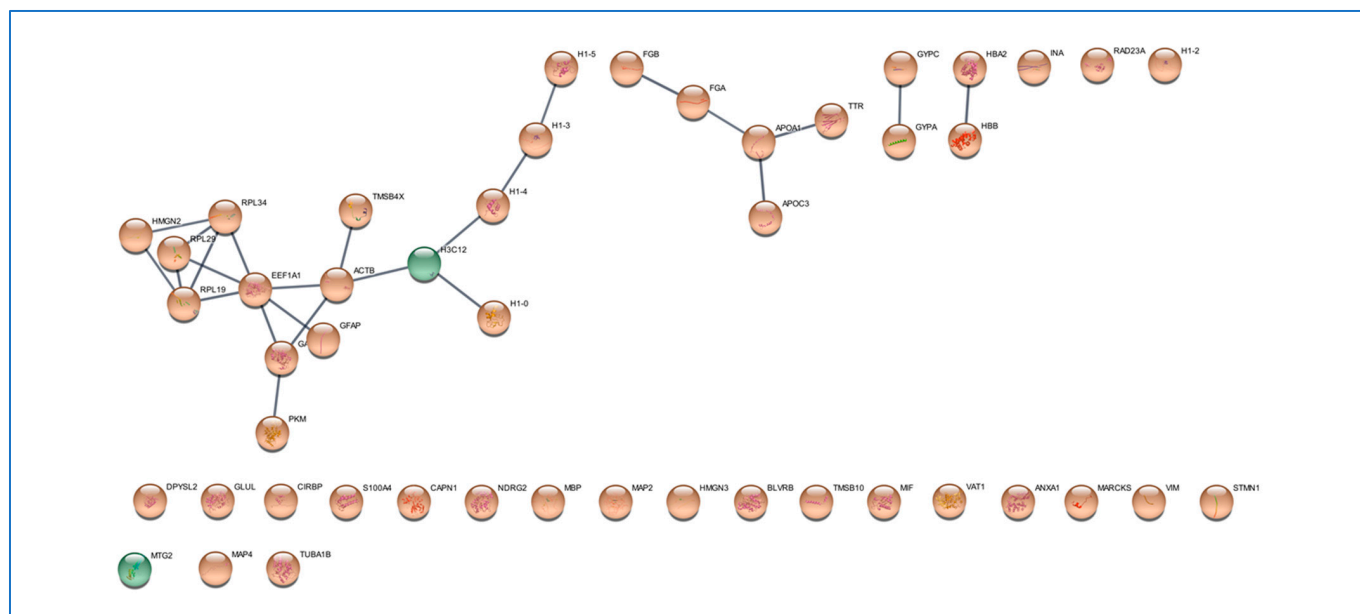 H1-5
FGB
GYPC
HBA2
INA
RAD23A
H1-2
FGA
TTR
H1-3
APOA1
GYPA
HBB
H1-4
TMSB4X
RPL34
APOC3
HMGN2
RPL29
H3C12
EEF1A1
ACTB
RPL19
H1-0
GFAP
PKM
DPYSL2 GLUL CIRBP S100A4 CAPN1 NDRG2 MBP MAP2 HMGN3 BLVRB TMSB10 MIF VAT1 ANXA1 MARCKS VIM STMN1
MTG2 MAP4 TUBA1B